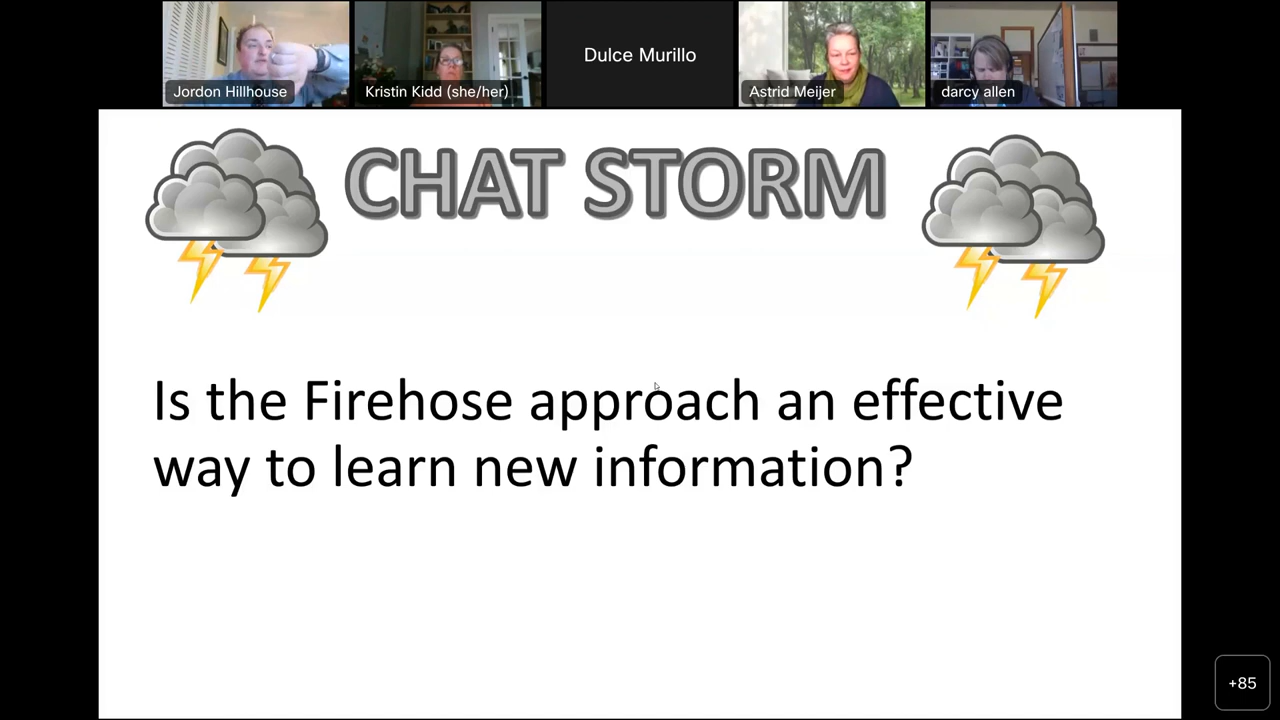 Jordon Hillhouse
Kristin Kidd (she/her)
Dulce Murillo
Astrid Meijer
darcy allen
CHAT STORM
Is the Firehose approach an effective
way to learn new information?
+85